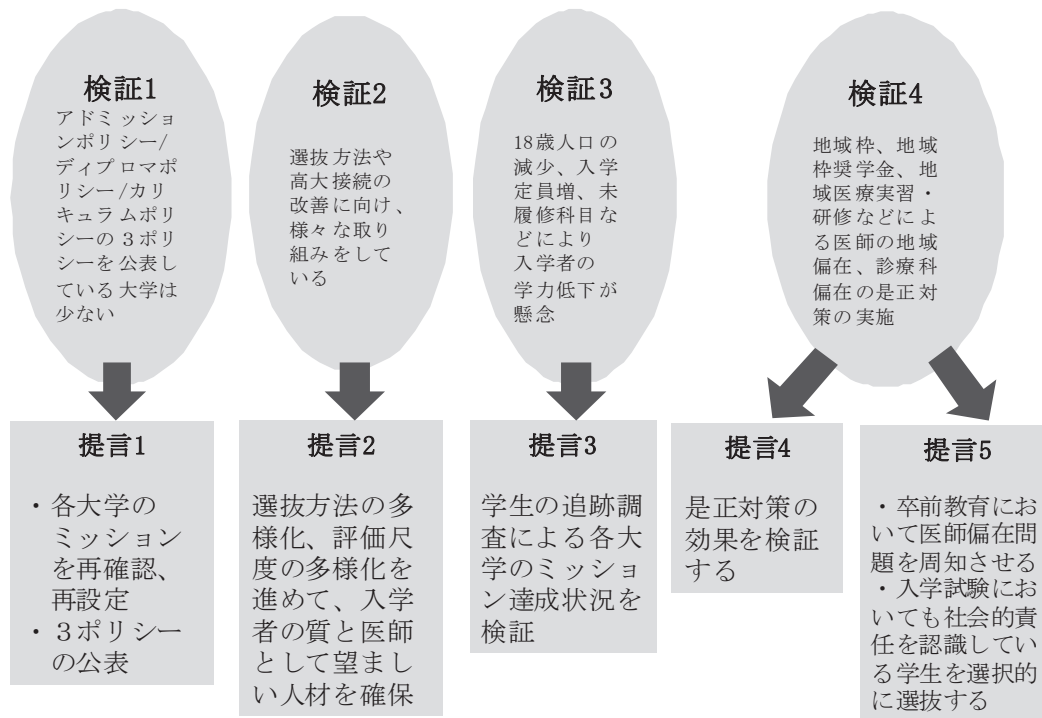 検証1
アドミッショ
ンポリシー/
ディプロマポ
リシー/カリ
キュラムポリ
シーの3ポリ
シーを公表し
ている大学は
少ない
検証2
選抜方法や
高大接続の
改善に向け、
様々な取り
組みをして
いる
検証3
18歳人口の
減少、入学
定員増、未
履修科目な
どにより
入学者の
学力低下が
懸念
検証4
地域枠、地域
枠奨学金、地
域医療実習・
研修などによ
る医師の地域
偏在、診療科
偏在の是正対
策の実施
提言1
・各大学の
ミッション
を再確認、
再設定
・3ポリシー
の公表
提言2
選抜方法の多
様化、評価尺
度の多様化を
進めて、入学
者の質と医師
として望まし
い人材を確保
提言3
学生の追跡調
査による各大
学のミッショ
ン達成状況を
検証
提言4
是正対策の
効果を検証
する
提言5
・卒前教育にお
いて医師偏在問
題を周知させる
・入学試験にお
いても社会的責
任を認識してい
る学生を選択的
に選抜する